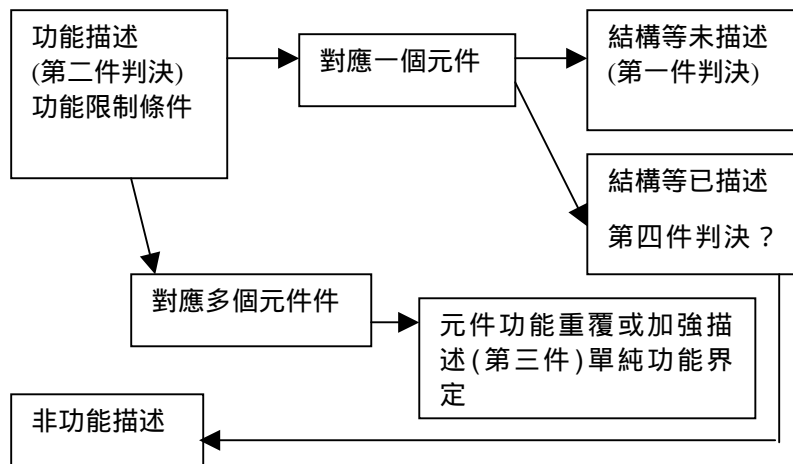 功能描述
(第二件判決)
功能限制條件
對應一個元件
結構等未描述
(第一件判決)
結構等已描述
第四件判決？
對應多個元件件
元件功能重覆或加強描
述(第三件)單純功能界
定
非功能描述